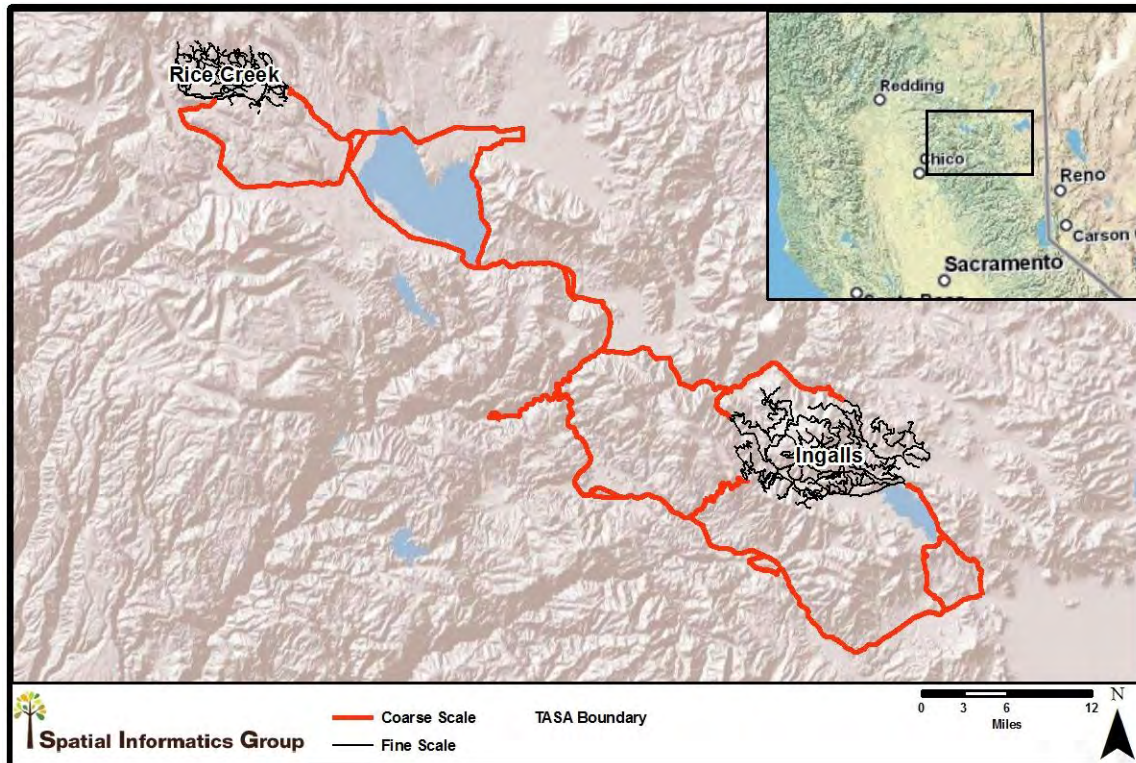 Rice Creek
Ingalls
Redding
Chico
Reno
Carson
Sacramento
Spatial Informatics Group
Coarse Scale
TASA Boundary
Fine Scale
0 3 6 12
Miles
N